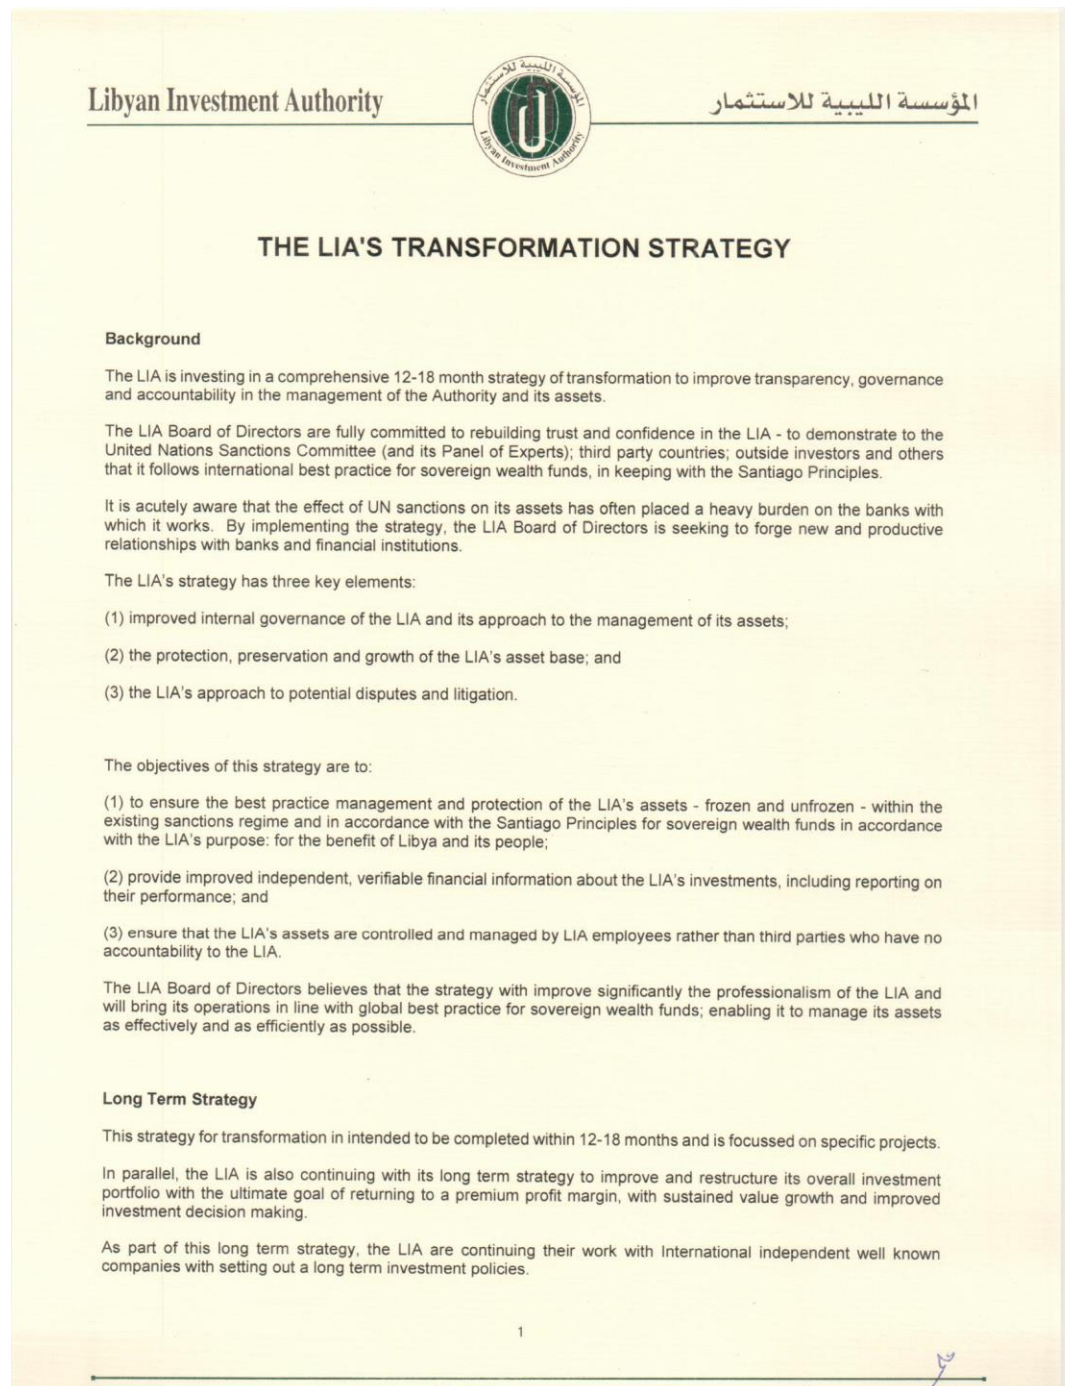 Libyan Investment Authority
المؤسسة الليبية للاستثمار
المؤسسة الليبية للاستثمار
Libyan Investment Authority
THE LIA'S TRANSFORMATION STRATEGY
Background
The LIA is investing in a comprehensive 12-18 month strategy of transformation to improve transparency, governance
and accountability in the management of the Authority and its assets.
The LIA Board of Directors are fully committed to rebuilding trust and confidence in the LIA - to demonstrate to the
United Nations Sanctions Committee (and its Panel of Experts); third party countries; outside investors and others
that it follows international best practice for sovereign wealth funds, in keeping with the Santiago Principles.
It is acutely aware that the effect of UN sanctions on its assets has often placed a heavy burden on the banks with
which it works. By implementing the strategy, the LIA Board of Directors is seeking to forge new and productive
relationships with banks and financial institutions.
The LIA's strategy has three key elements:
(1) improved internal governance of the LIA and its approach to the management of its assets;
(2) the protection, preservation and growth of the LIA's asset base; and
(3) the LIA's approach to potential disputes and litigation.
The objectives of this strategy are to:
(1) to ensure the best practice management and protection of the LIA's assets - frozen and unfrozen - within the
existing sanctions regime and in accordance with the Santiago Principles for sovereign wealth funds in accordance
with the LIA's purpose: for the benefit of Libya and its people;
(2) provide improved independent, verifiable financial information about the LIA's investments, including reporting on
their performance; and
(3) ensure that the LIA's assets are controlled and managed by LIA employees rather than third parties who have no
accountability to the LIA.
The LIA Board of Directors believes that the strategy with improve significantly the professionalism of the LIA and
will bring its operations in line with global best practice for sovereign wealth funds; enabling it to manage its assets
as effectively and as efficiently as possible.
Long Term Strategy
This strategy for transformation in intended to be completed within 12-18 months and is focussed on specific projects.
In parallel, the LIA is also continuing with its long term strategy to improve and restructure its overall investment
portfolio with the ultimate goal of returning to a premium profit margin, with sustained value growth and improved
investment decision making.
As part of this long term strategy, the LIA are continuing their work with International independent well known
companies with setting out a long term investment policies.
1